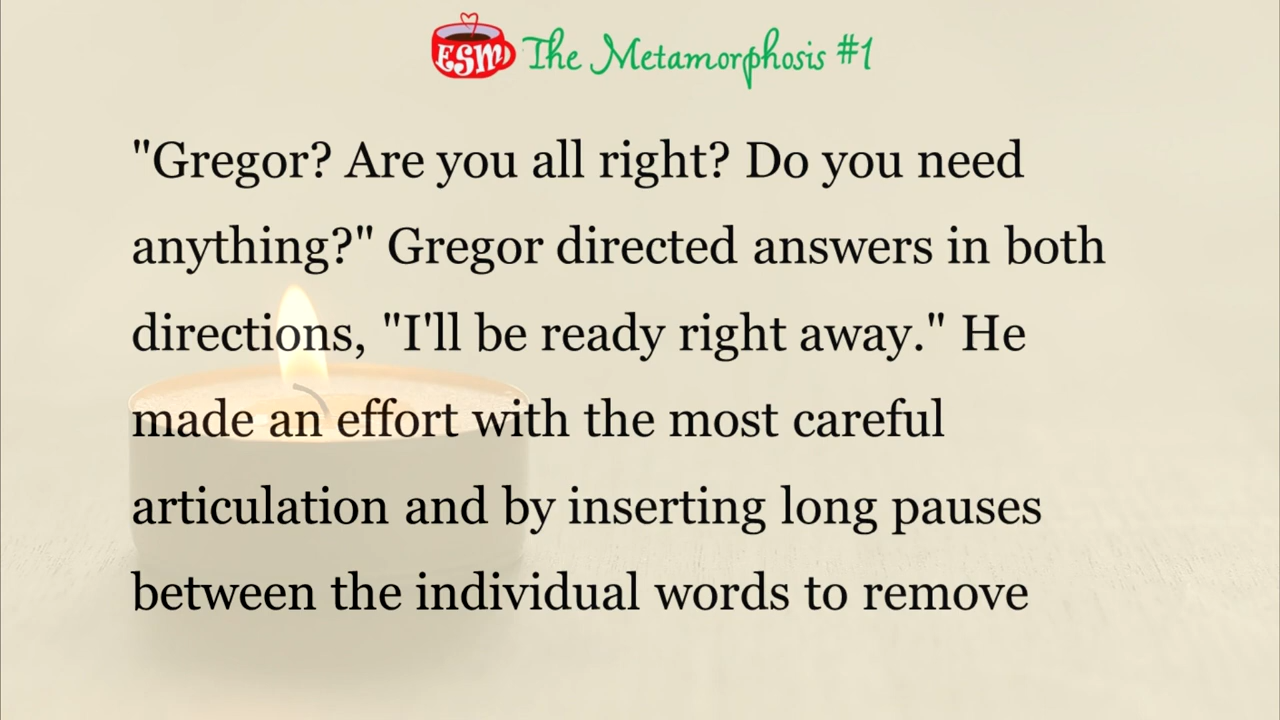 ESM The Metamorphosis #1
"Gregor? Are you all right? Do you need
anything?" Gregor directed answers in both
directions, "I'll be ready right away." He
made an effort with the most careful
articulation and by inserting long pauses
between the individual words to remove